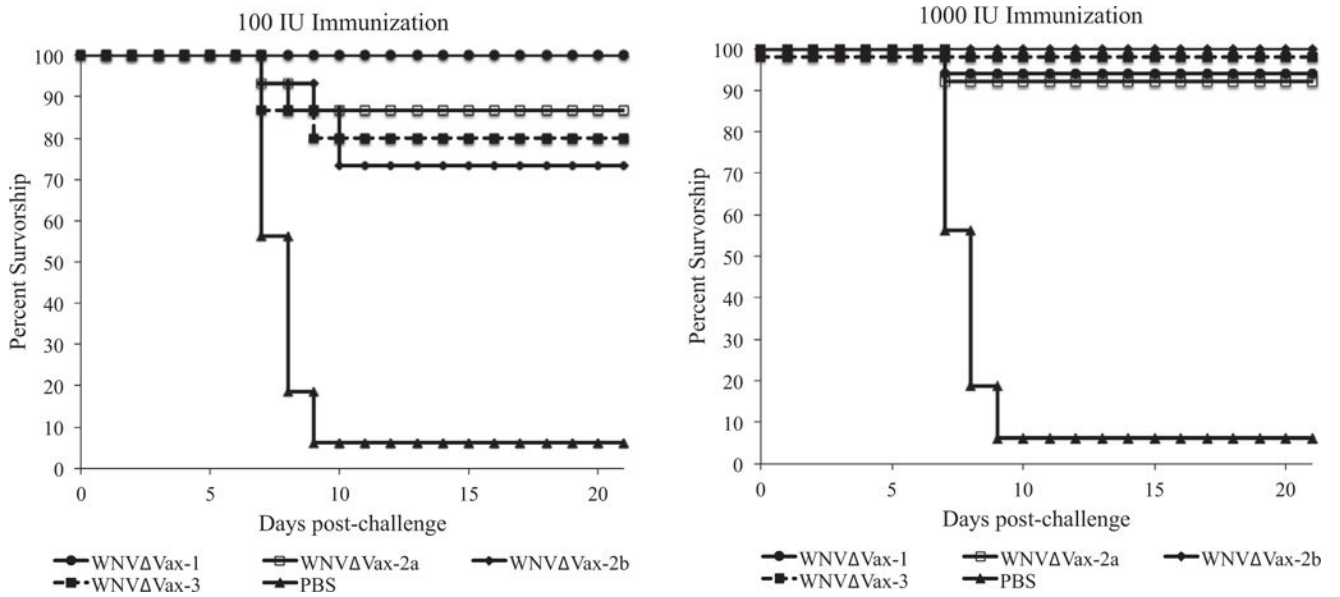 100 IU Immunization
100
90
80
70
60
50
40
30
20
10
0
Percent Survorship
0 5 10 15 20
Days post-challenge
WNVΔVax-1 WNVΔVax-2a WNVΔVax-2b
WNVΔVax-3 PBS
1000 IU Immunization
100
90
80
70
60
50
40
30
20
10
0
Percent Survorship
0 5 10 15 20
Days post-challenge
WNVΔVax-1 WNVΔVax-2a WNVΔVax-2b
WNVΔVax-3 PBS